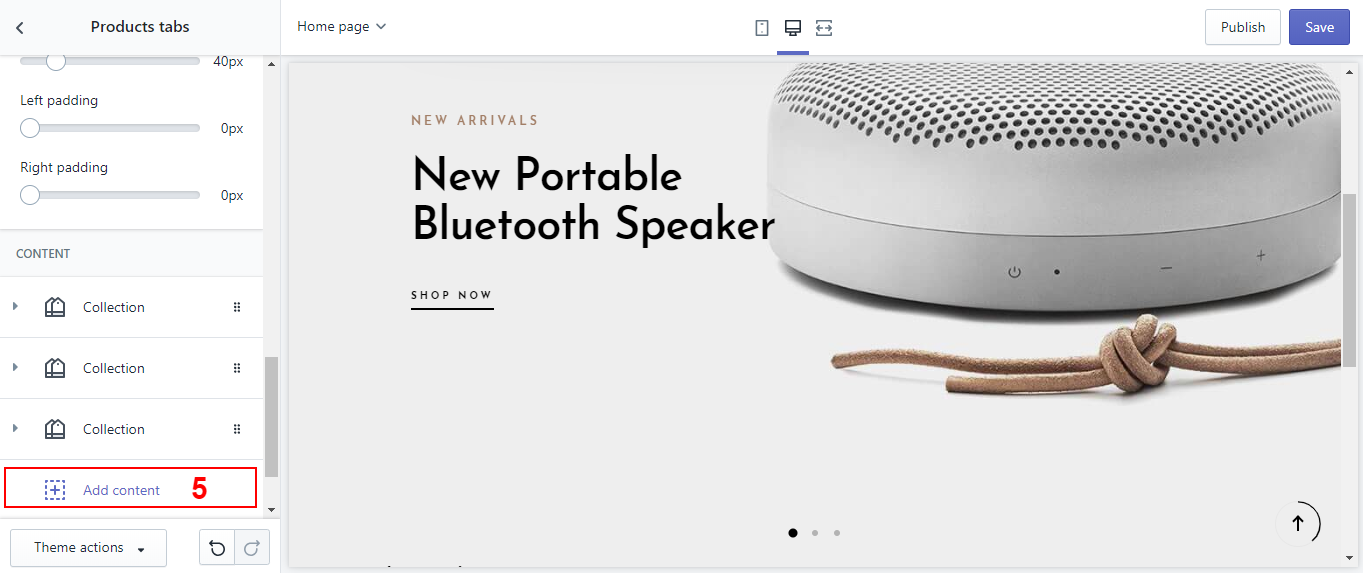 Products tabs
Home page
Publish
Save
40px
Left padding
0px
Right padding
0px
CONTENT
Collection
Collection
Collection
Add content
5
Theme actions
NEW ARRIVALS
New Portable
Bluetooth Speaker
SHOP NOW